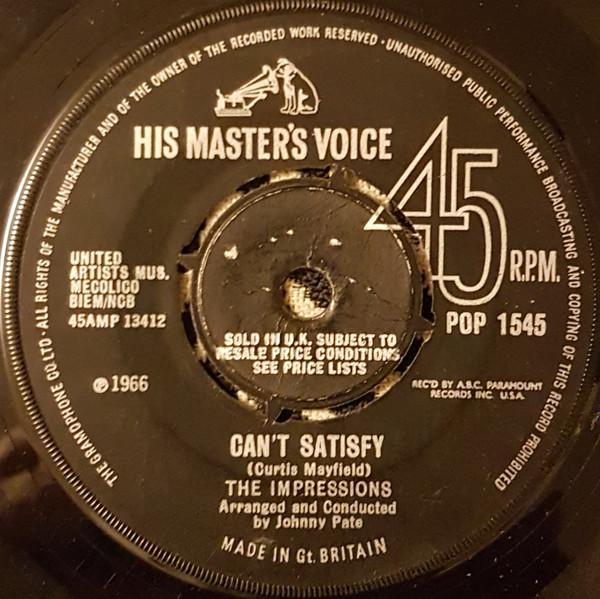 THE GRAMOPHONE CO LTD · ALL RIGHTS OF THE MANUFACTURER AND OF THE OWNER OF THE RECORDED WORK RESERVED · UNAUTHORISED PUBLIC PERFORMANCE BROADCASTING AND COPYING OF THIS RECORD PROHIBITED
HIS MASTER'S VOICE
45
R.P.M.
UNITED
ARTISTS MUS.
MECOLICO
BIEM/NCB
45AMP 13412
POP 1545
SOLD IN U.K. SUBJECT TO
RESALE PRICE CONDITIONS
SEE PRICE LISTS
℗ 1966
REC'D BY A.B.C. PARAMOUNT
RECORDS INC. U.S.A.
CAN'T SATISFY
(Curtis Mayfield)
THE IMPRESSIONS
Arranged and Conducted
by Johnny Pate
MADE IN Gt. BRITAIN